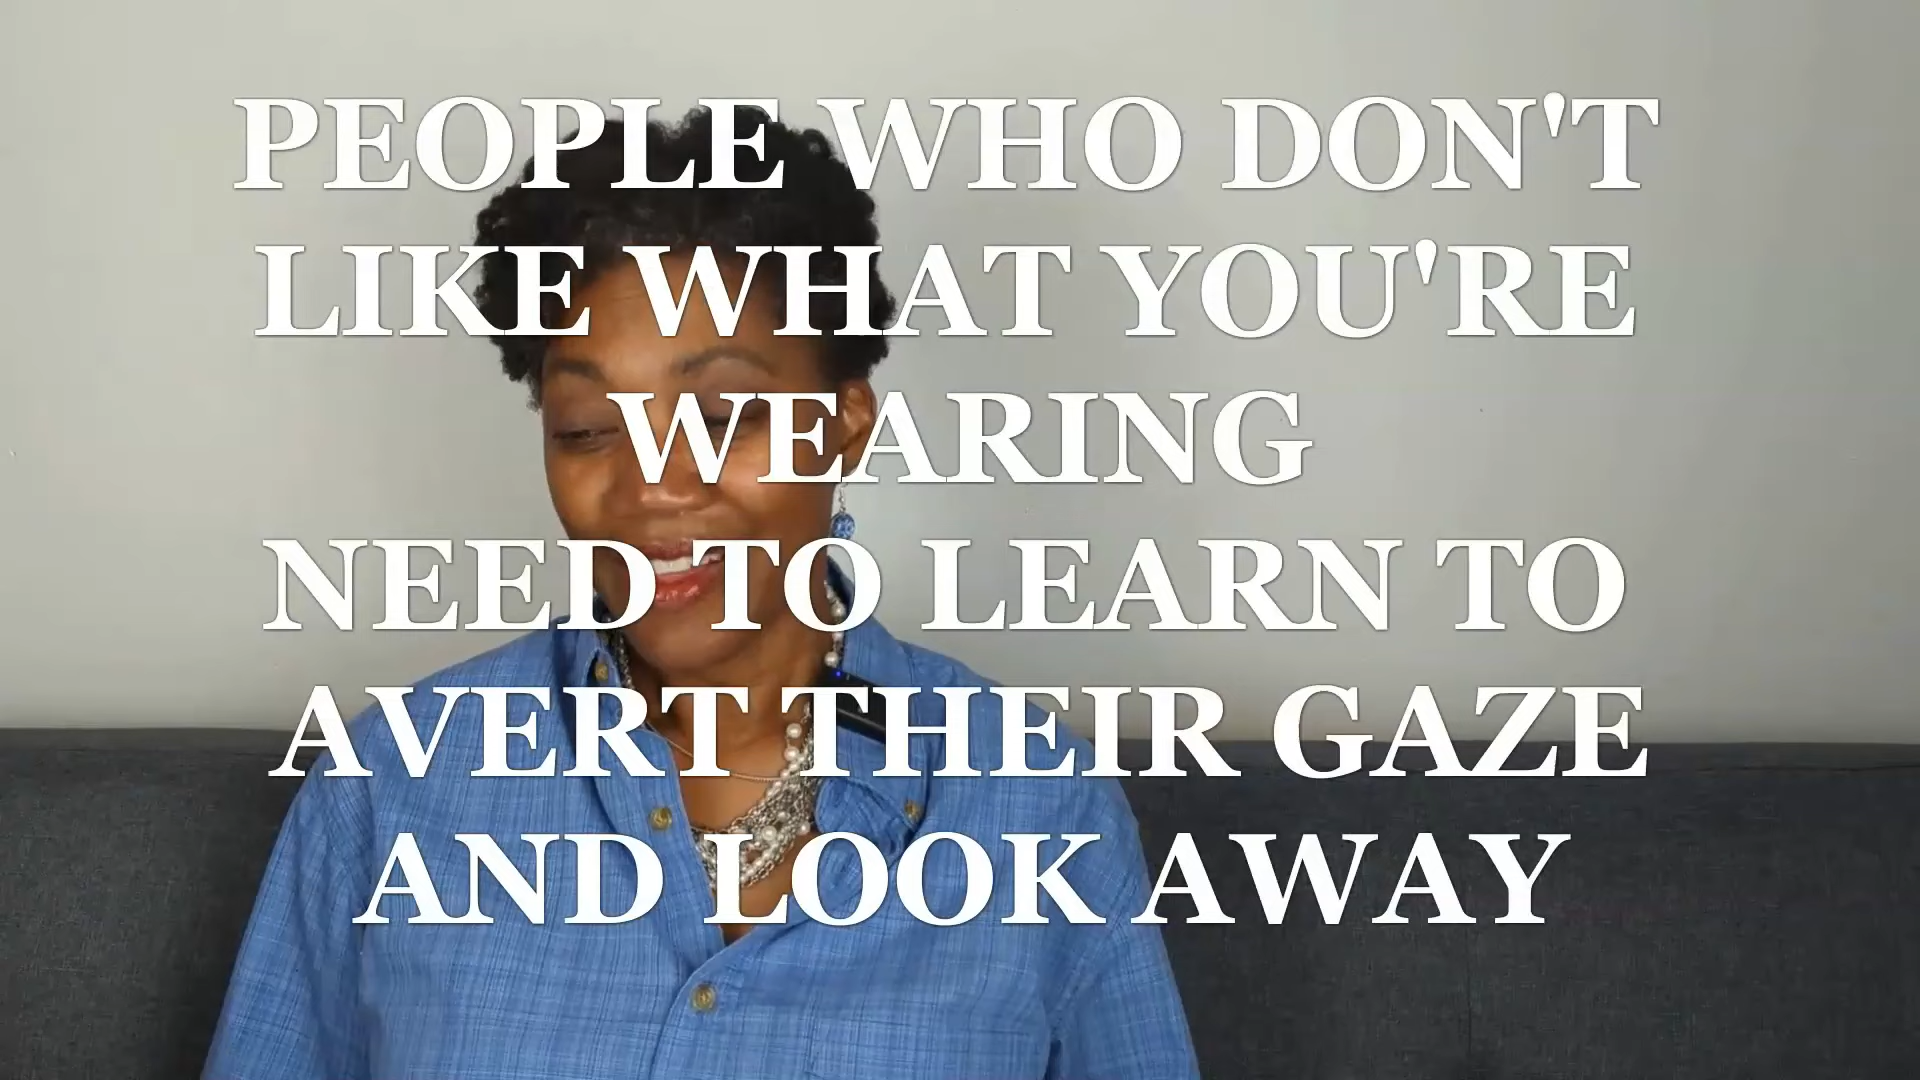 PEOPLE WHO DON'T
LIKE WHAT YOU'RE
WEARING
NEED TO LEARN TO
AVERT THEIR GAZE
AND LOOK AWAY